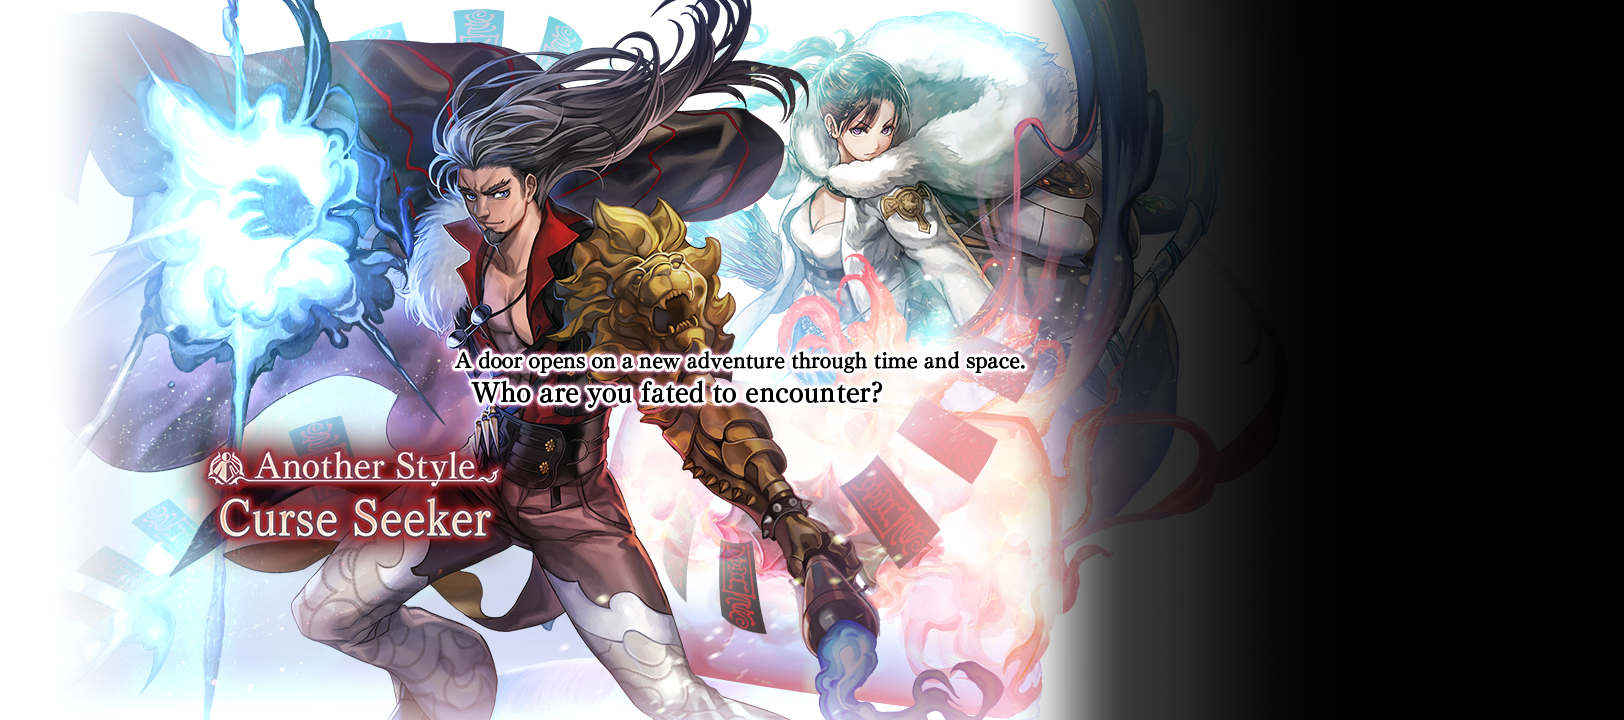 A door opens on a new adventure through time and space.
Who are you fated to encounter?
Another Style
Curse Seeker